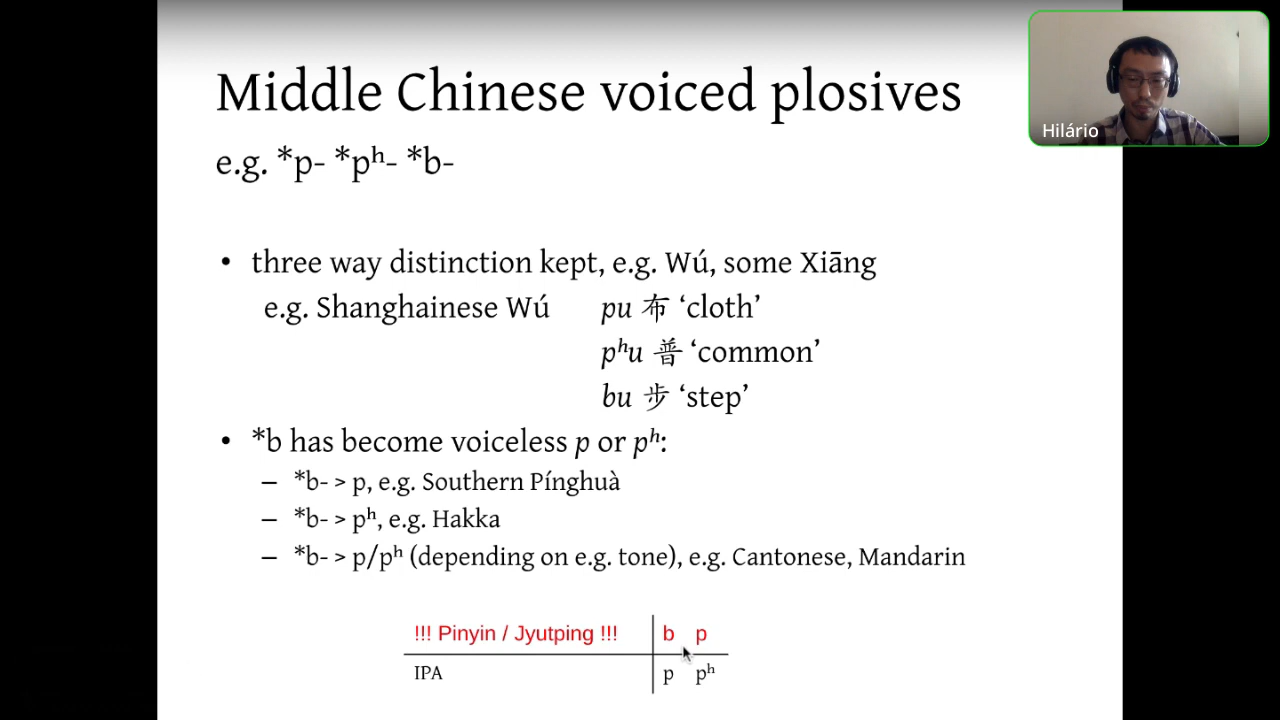 Middle Chinese voiced plosives
e.g. *p- *pʰ- *b-
Hilário
• three way distinction kept, e.g. Wú, some Xiāng
e.g. Shanghainese Wú pu 布 ‘cloth’
pʰu 普 ‘common’
bu 步 ‘step’
• *b has become voiceless p or pʰ:
– *b- > p, e.g. Southern Pínghuà
– *b- > pʰ, e.g. Hakka
– *b- > p/pʰ (depending on e.g. tone), e.g. Cantonese, Mandarin
!!! Pinyin / Jyutping !!! b p
IPA p pʰ